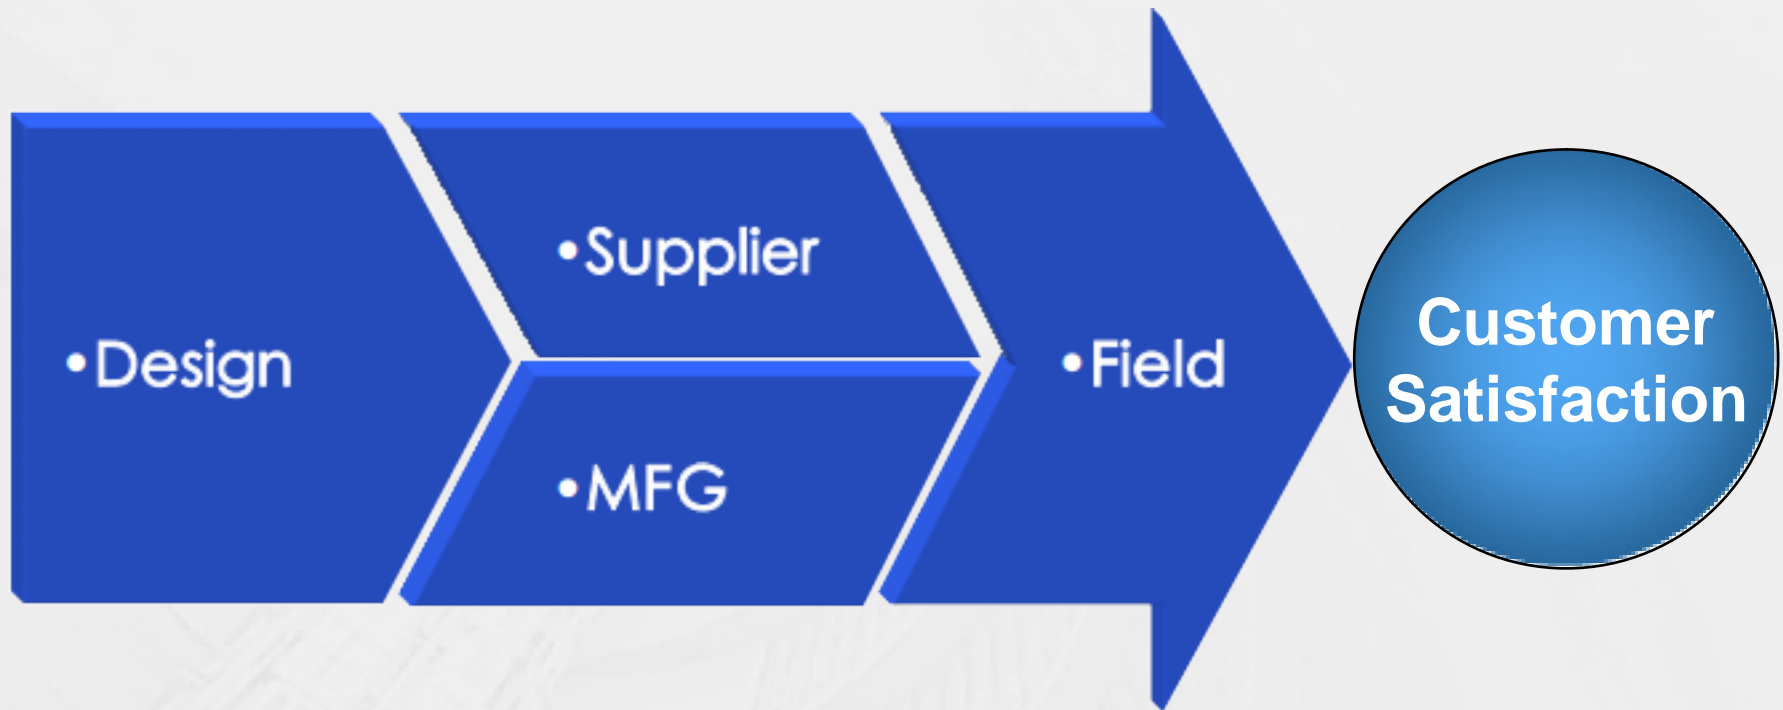 •Design
•Supplier
•MFG
•Field
Customer
Satisfaction